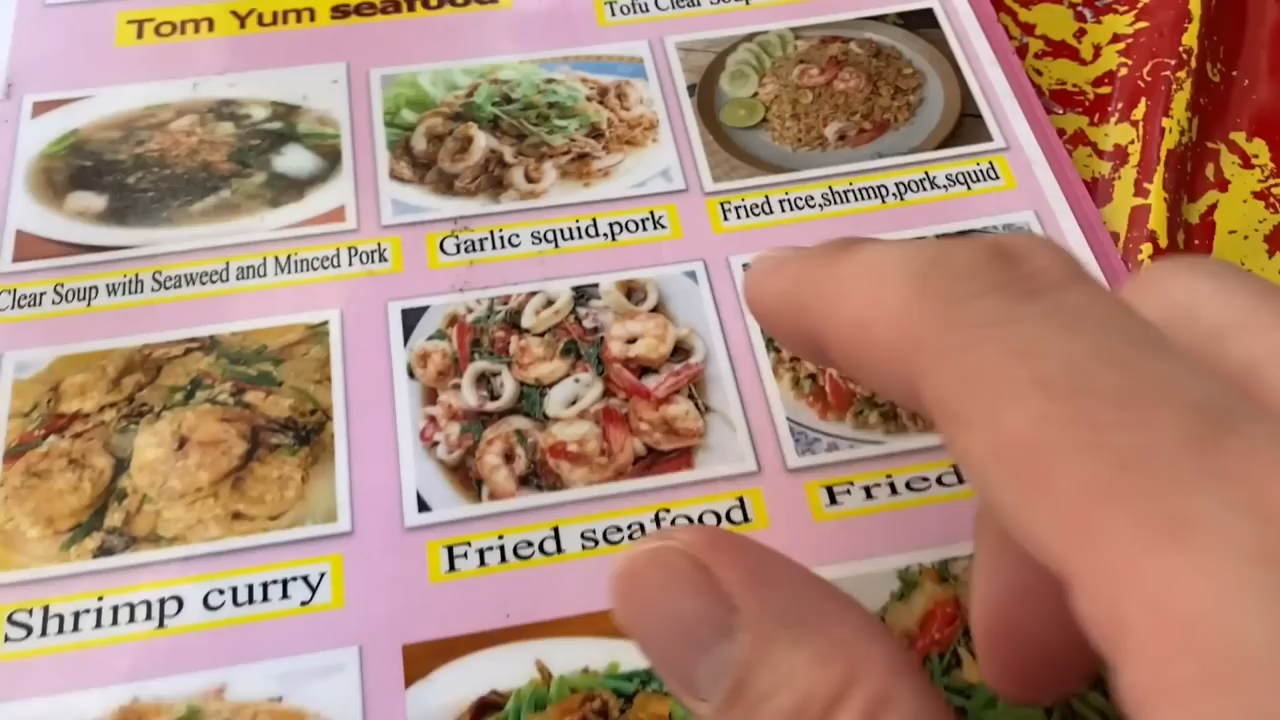 Tom Yum seafood
Tofu Clear Soup
Clear Soup with Seaweed and Minced Pork
Garlic squid,pork
Fried rice,shrimp,pork,squid
Shrimp curry
Fried seafood
Fried